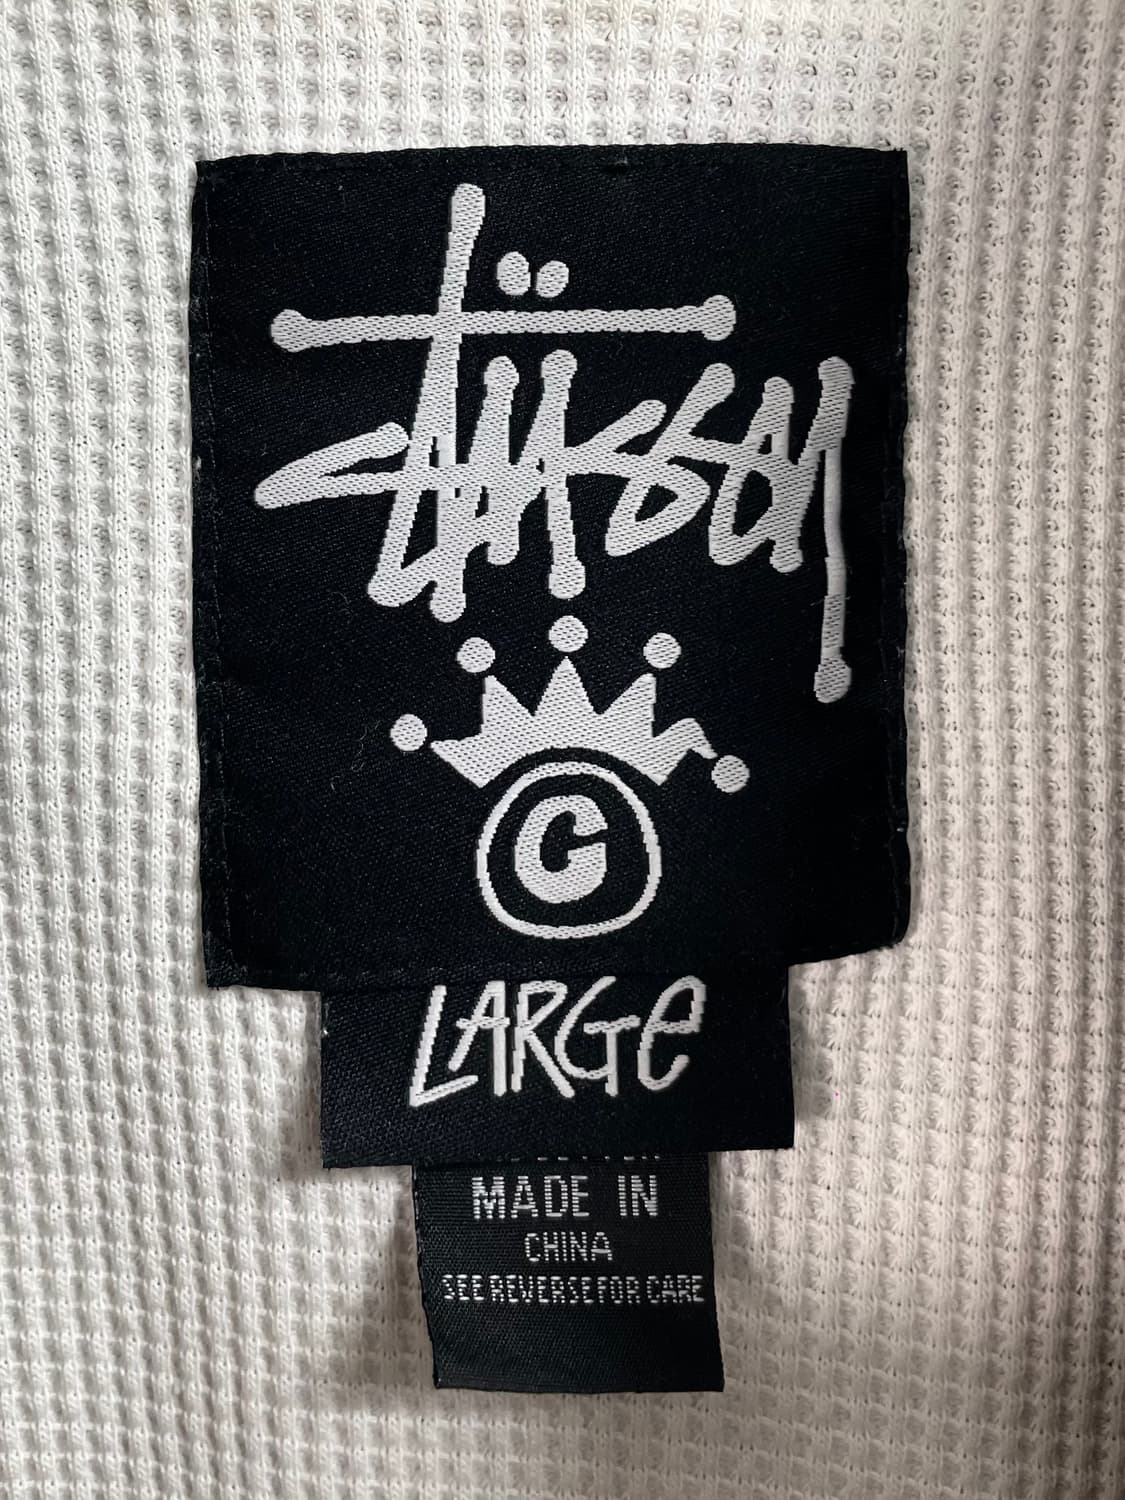 Stüssy
C
LARGe
MADE IN
CHINA
SEE REVERSE FOR CARE